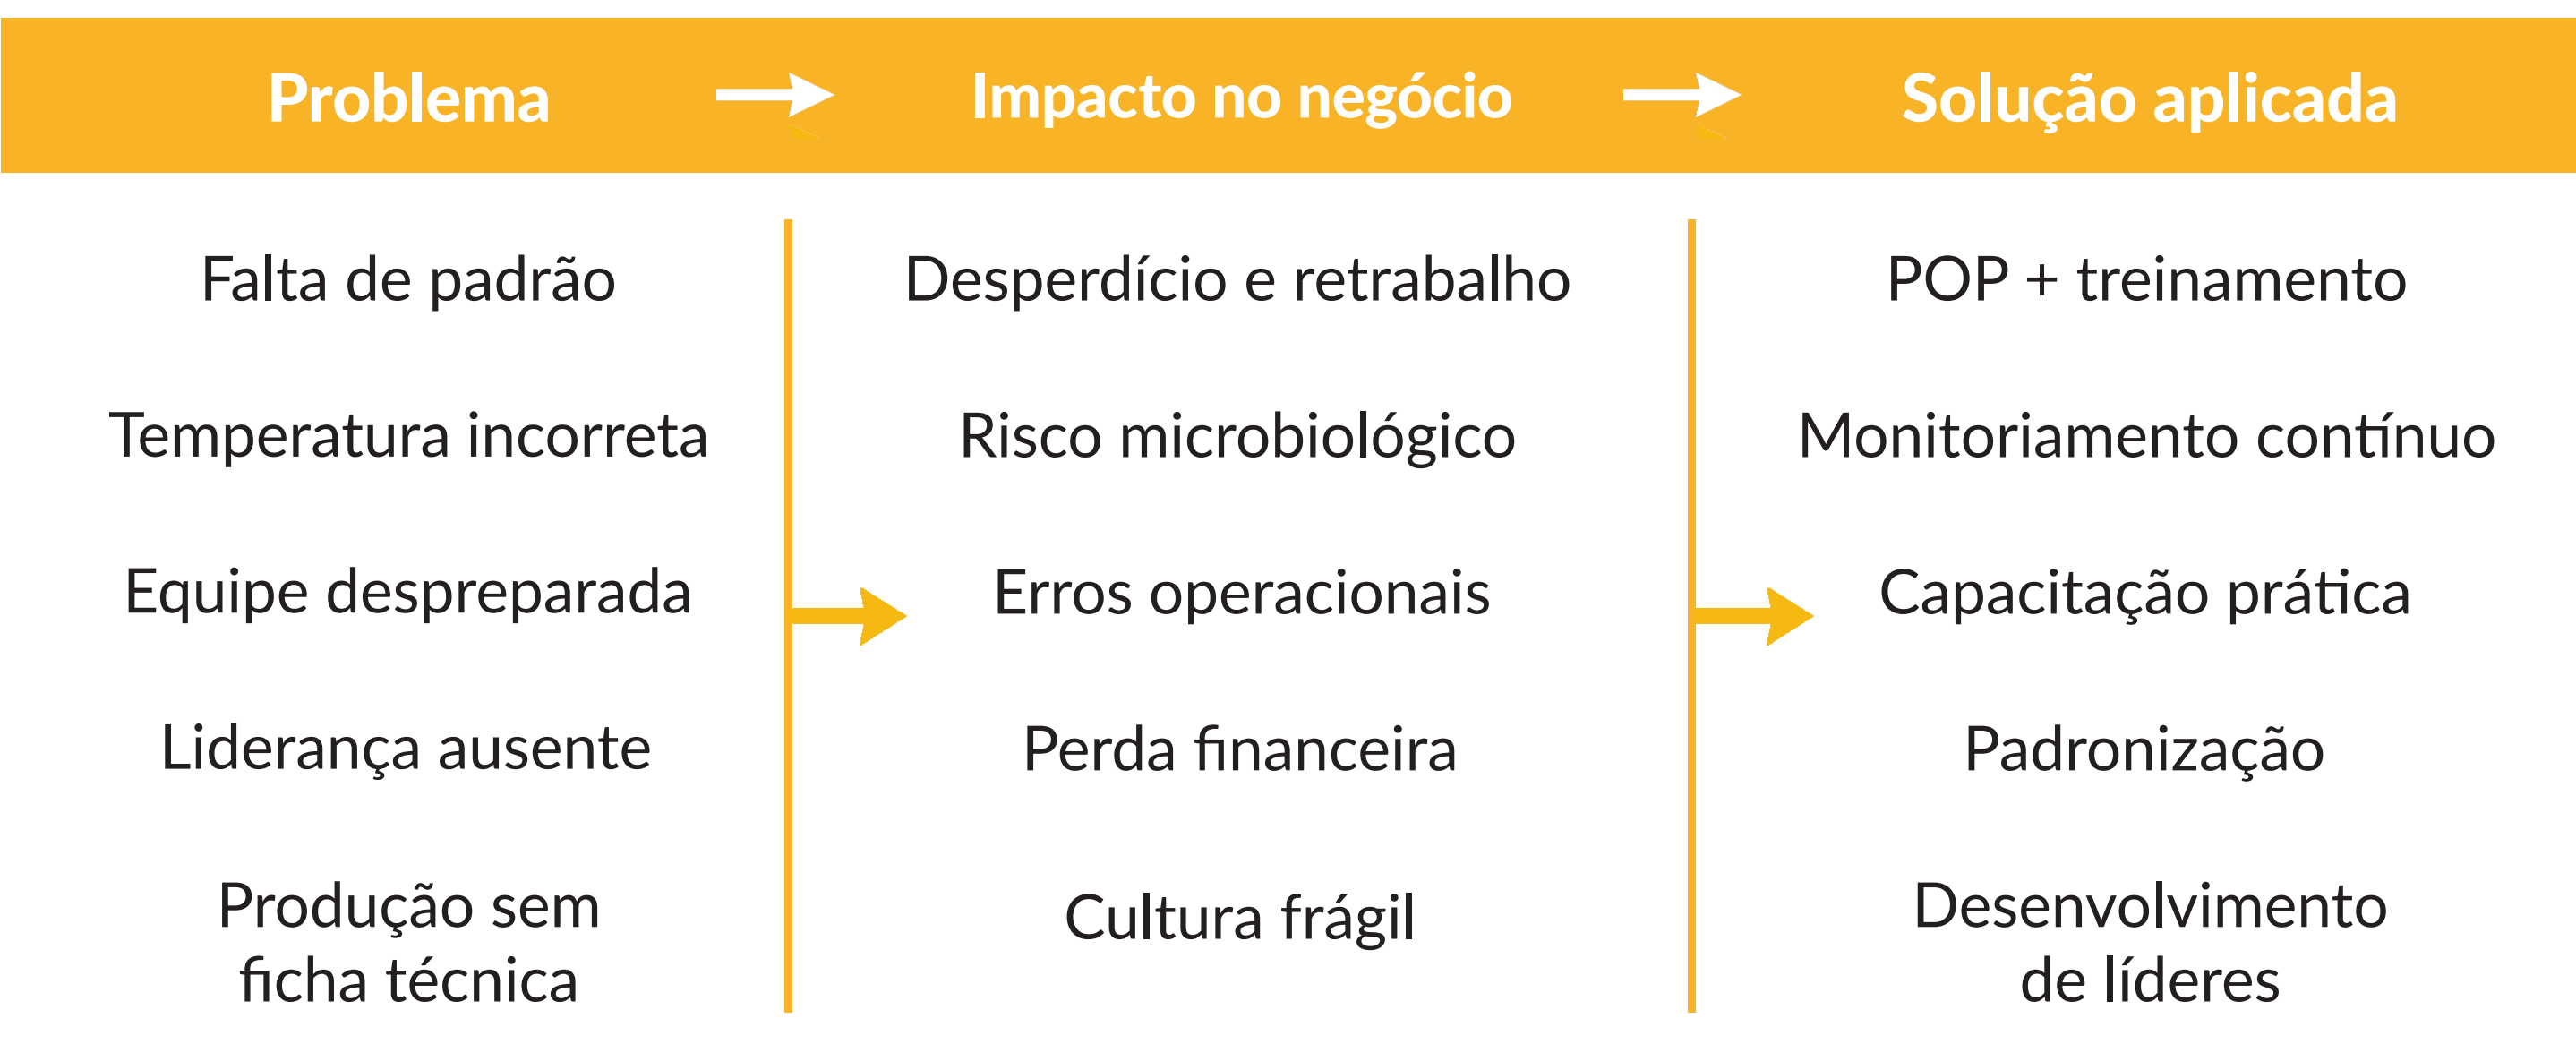 Problema
Impacto no negócio
Solução aplicada
Falta de padrão
Desperdício e retrabalho
POP + treinamento
Temperatura incorreta
Risco microbiológico
Monitoriamento contínuo
Equipe despreparada
Erros operacionais
Capacitação prática
Liderança ausente
Perda financeira
Padronização
Produção sem
ficha técnica
Cultura frágil
Desenvolvimento
de líderes